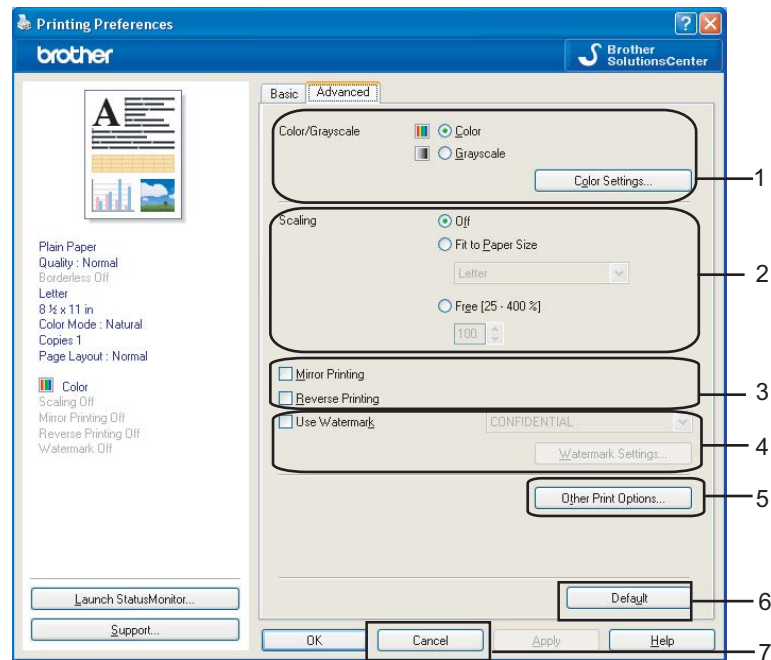 Printing Preferences
brother
Brother
SolutionsCenter
A
Plain Paper
Quality : Normal
Borderless Off
Letter
8 ½ x 11 in
Color Mode : Natural
Copies 1
Page Layout : Normal
Color
Scaling Off
Mirror Printing Off
Reverse Printing Off
Watermark Off
Launch StatusMonitor...
Support...
Basic
Advanced
Color/Grayscale
Color
Grayscale
Color Settings...
1
Scaling
Off
Fit to Paper Size
Letter
Free [25 - 400 %]
100
2
Mirror Printing
Reverse Printing
3
Use Watermark
CONFIDENTIAL
Watermark Settings...
4
Other Print Options...
5
Default
6
OK
Cancel
Apply
Help
7